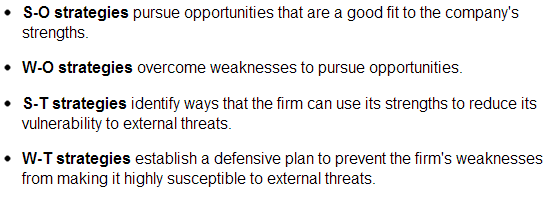 • S-O strategies pursue opportunities that are a good fit to the company's
strengths.
• W-O strategies overcome weaknesses to pursue opportunities.
• S-T strategies identify ways that the firm can use its strengths to reduce its
vulnerability to external threats.
• W-T strategies establish a defensive plan to prevent the firm's weaknesses
from making it highly susceptible to external threats.